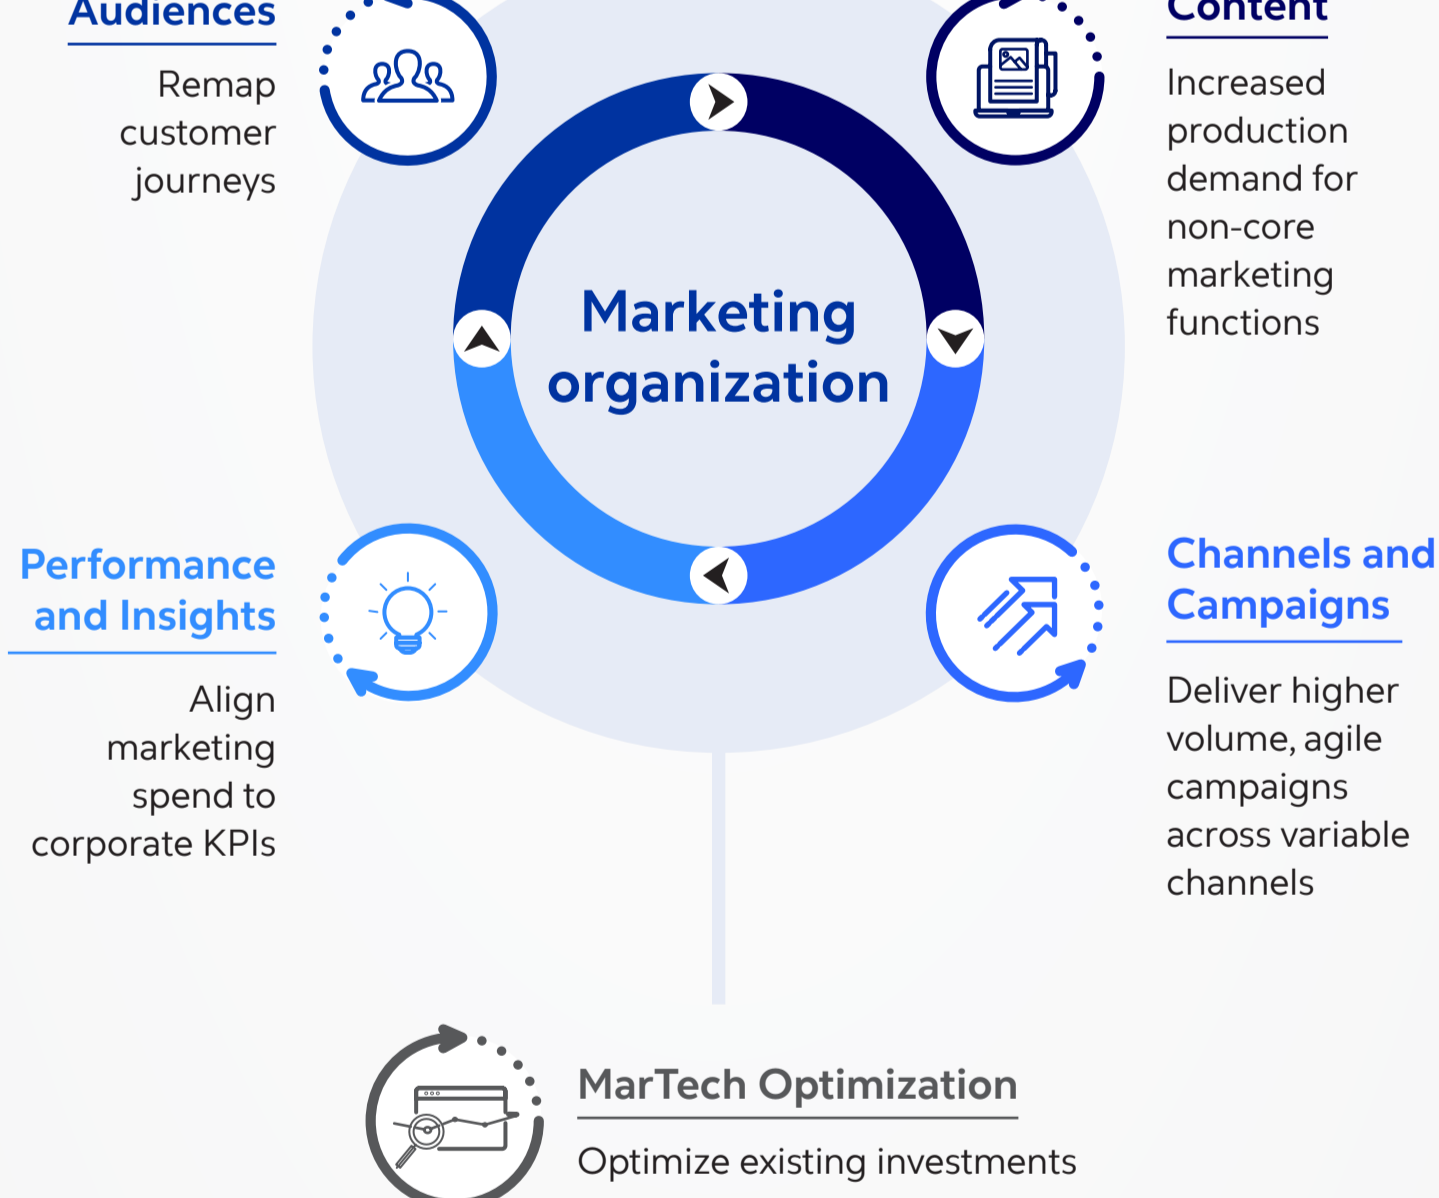 Audiences
Remap
customer
journeys
Content
Increased
production
demand for
non-core
marketing
functions
Marketing
organization
Performance
and Insights
Align
marketing
spend to
corporate KPIs
Channels and
Campaigns
Deliver higher
volume, agile
campaigns
across variable
channels
MarTech Optimization
Optimize existing investments